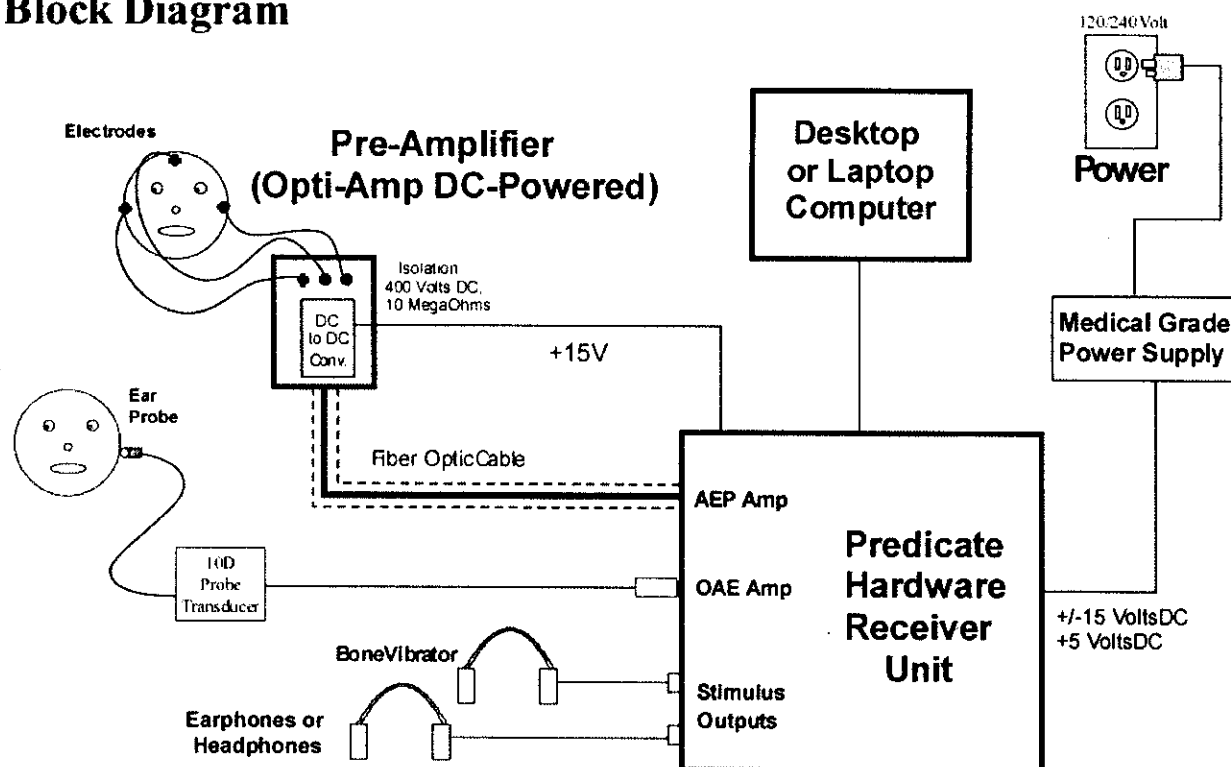 Block Diagram
120/240 Volt
Electrodes
Pre-Amplifier
(Opti-Amp DC-Powered)
Desktop
or Laptop
Computer
Power
Isolation
400 Volts DC,
10 MegaOhms
DC
to DC
Conv.
+15V
Medical Grade
Power Supply
Ear
Probe
Fiber OpticCable
AEP Amp
Predicate
Hardware
Receiver
Unit
10D
Probe
Transducer
OAE Amp
+/-15 VoltsDC
+5 VoltsDC
BoneVibrator
Stimulus
Outputs
Earphones or
Headphones